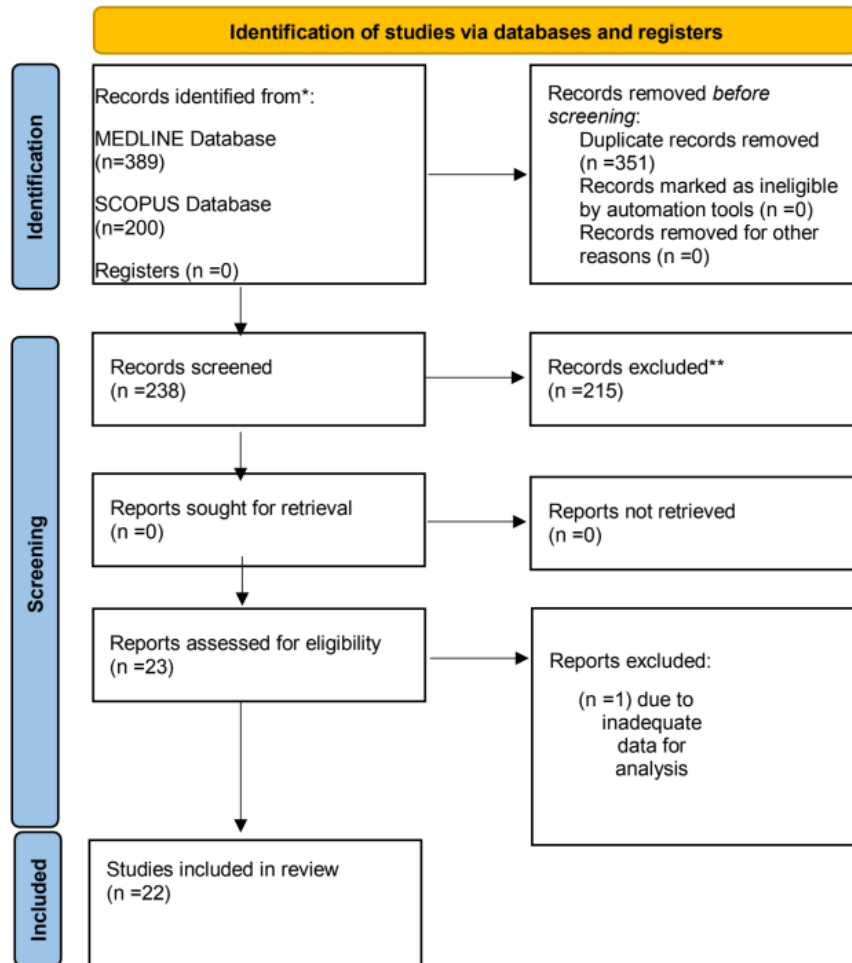 Identification of studies via databases and registers
Identification
Records identified from*:
MEDLINE Database
(n=389)
SCOPUS Database
(n=200)
Registers (n =0)
Records removed before
screening:
Duplicate records removed
(n =351)
Records marked as ineligible
by automation tools (n =0)
Records removed for other
reasons (n =0)
Screening
Records screened
(n =238)
Records excluded**
(n =215)
Reports sought for retrieval
(n =0)
Reports not retrieved
(n =0)
Reports assessed for eligibility
(n =23)
Reports excluded:
(n =1) due to
inadequate
data for
analysis
Included
Studies included in review
(n =22)